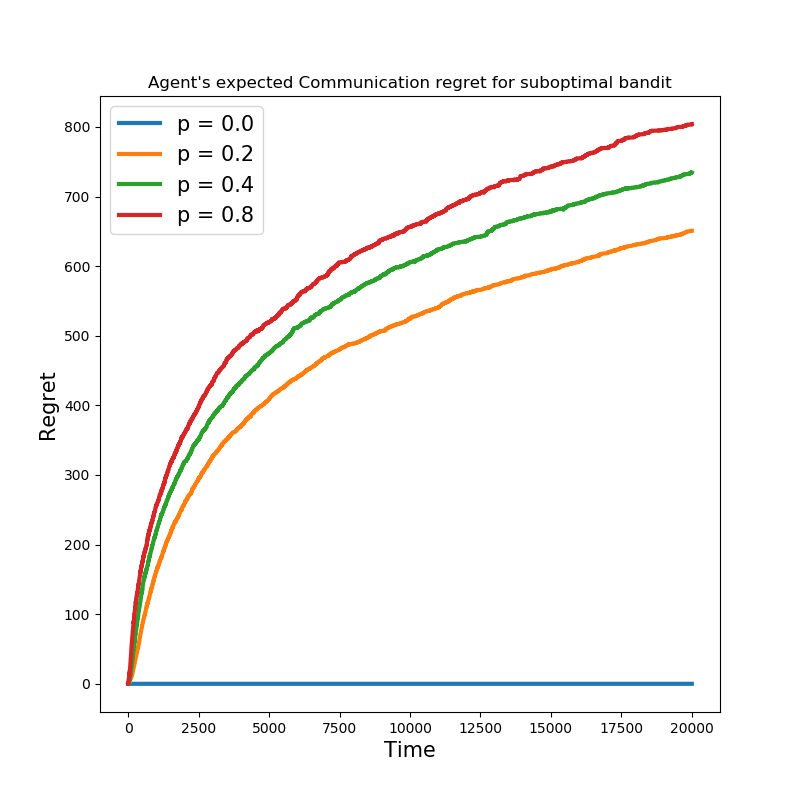 Agent's expected Communication regret for suboptimal bandit
p = 0.0
p = 0.2
p = 0.4
p = 0.8
800
700
600
500
400
300
200
100
0
Regret
0 2500 5000 7500 10000 12500 15000 17500 20000
Time